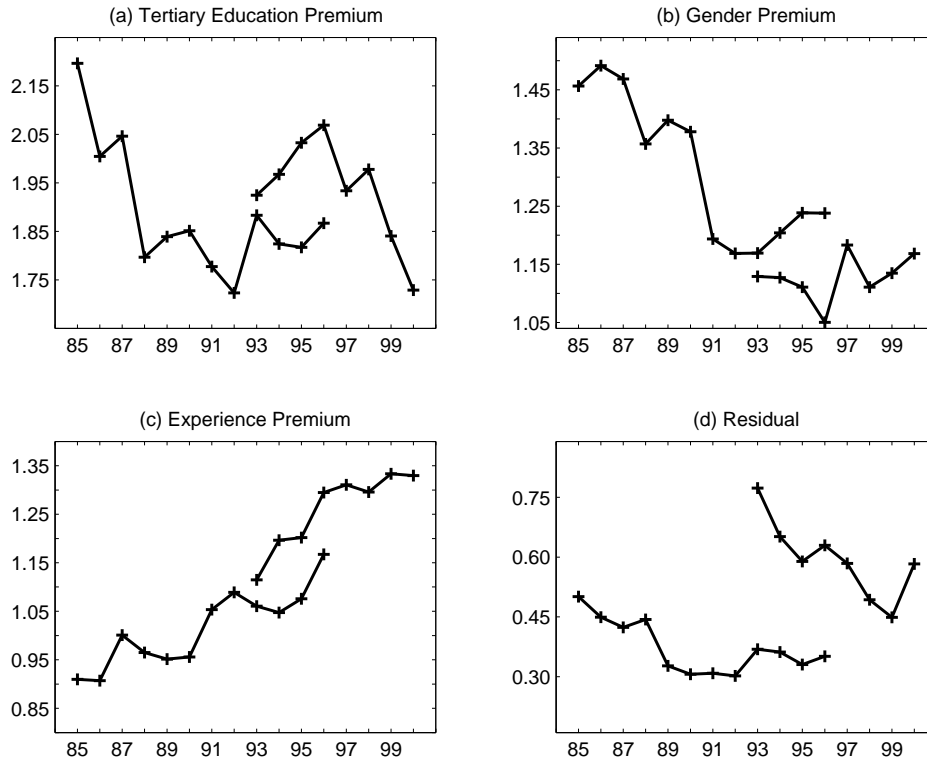 (a) Tertiary Education Premium
2.15
2.05
1.95
1.85
1.75
85 87 89 91 93 95 97 99
(b) Gender Premium
1.45
1.35
1.25
1.15
1.05
85 87 89 91 93 95 97 99
(c) Experience Premium
1.35
1.25
1.15
1.05
0.95
0.85
85 87 89 91 93 95 97 99
(d) Residual
0.75
0.60
0.45
0.30
85 87 89 91 93 95 97 99